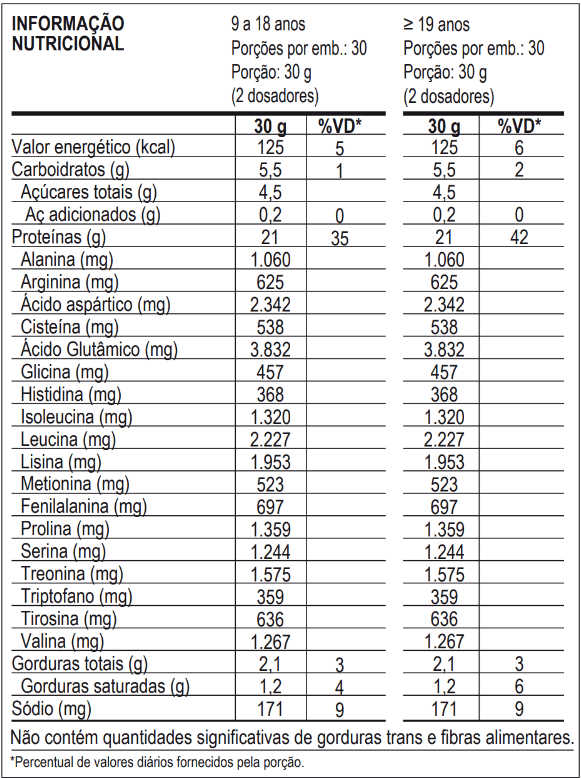 INFORMAÇÃO NUTRICIONAL
9 a 18 anos
Porções por emb.: 30
Porção: 30 g
(2 dosadores)
≥ 19 anos
Porções por emb.: 30
Porção: 30 g
(2 dosadores)
30 g %VD* 30 g %VD*
Valor energético (kcal) 125 5 125 6
Carboidratos (g) 5,5 1 5,5 2
Açúcares totais (g) 4,5 4,5
Aç adicionados (g) 0,2 0 0,2 0
Proteínas (g) 21 35 21 42
Alanina (mg) 1.060 1.060
Arginina (mg) 625 625
Ácido aspártico (mg) 2.342 2.342
Cisteína (mg) 538 538
Ácido Glutâmico (mg) 3.832 3.832
Glicina (mg) 457 457
Histidina (mg) 368 368
Isoleucina (mg) 1.320 1.320
Leucina (mg) 2.227 2.227
Lisina (mg) 1.953 1.953
Metionina (mg) 523 523
Fenilalanina (mg) 697 697
Prolina (mg) 1.359 1.359
Serina (mg) 1.244 1.244
Treonina (mg) 1.575 1.575
Triptofano (mg) 359 359
Tirosina (mg) 636 636
Valina (mg) 1.267 1.267
Gorduras totais (g) 2,1 3 2,1 3
Gorduras saturadas (g) 1,2 4 1,2 6
Sódio (mg) 171 9 171 9
Não contém quantidades significativas de gorduras trans e fibras alimentares.
*Percentual de valores diários fornecidos pela porção.